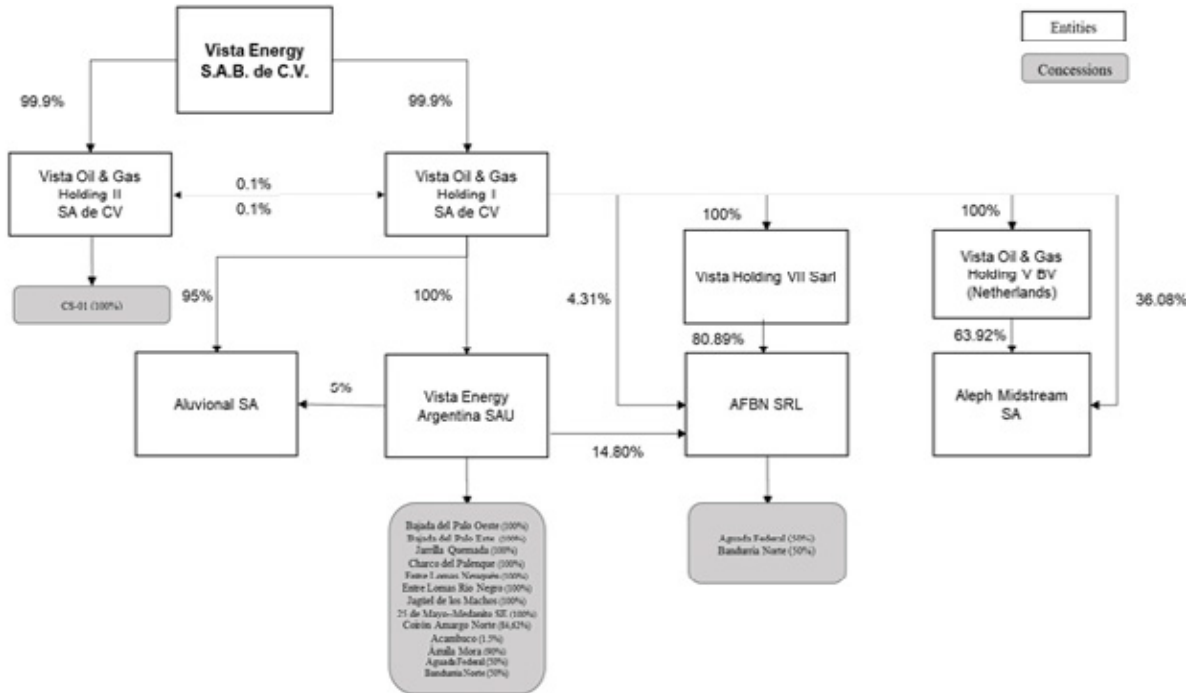 Vista Energy
S.A.B. de C.V.
Entities
Concessions
99.9%
99.9%
Vista Oil & Gas
Holding II
SA de CV
0.1%
0.1%
Vista Oil & Gas
Holding I
SA de CV
100%
100%
Vista Holding VII Sarl
Vista Oil & Gas
Holding V BV
(Netherlands)
CS-01 (100%)
95%
100%
4.31%
36.08%
80.89%
63.92%
Aluvional SA
5%
Vista Energy
Argentina SAU
14.80%
AFBN SRL
Aleph Midstream
SA
Bajada del Palo Oeste (100%)
Bajada del Palo Este (100%)
Jarrilla Quemada (100%)
Charco del Palenque (100%)
Entre Lomas Neuquén (100%)
Entre Lomas Rio Negro (100%)
Jagüel de los Machos (100%)
25 de Mayo–Medanito SE (100%)
Coirón Amargo Norte (84,62%)
Acambuco (1.5%)
Águila Mora (90%)
Aguada Federal (50%)
Bandurria Norte (50%)
Aguada Federal (50%)
Bandurria Norte (50%)